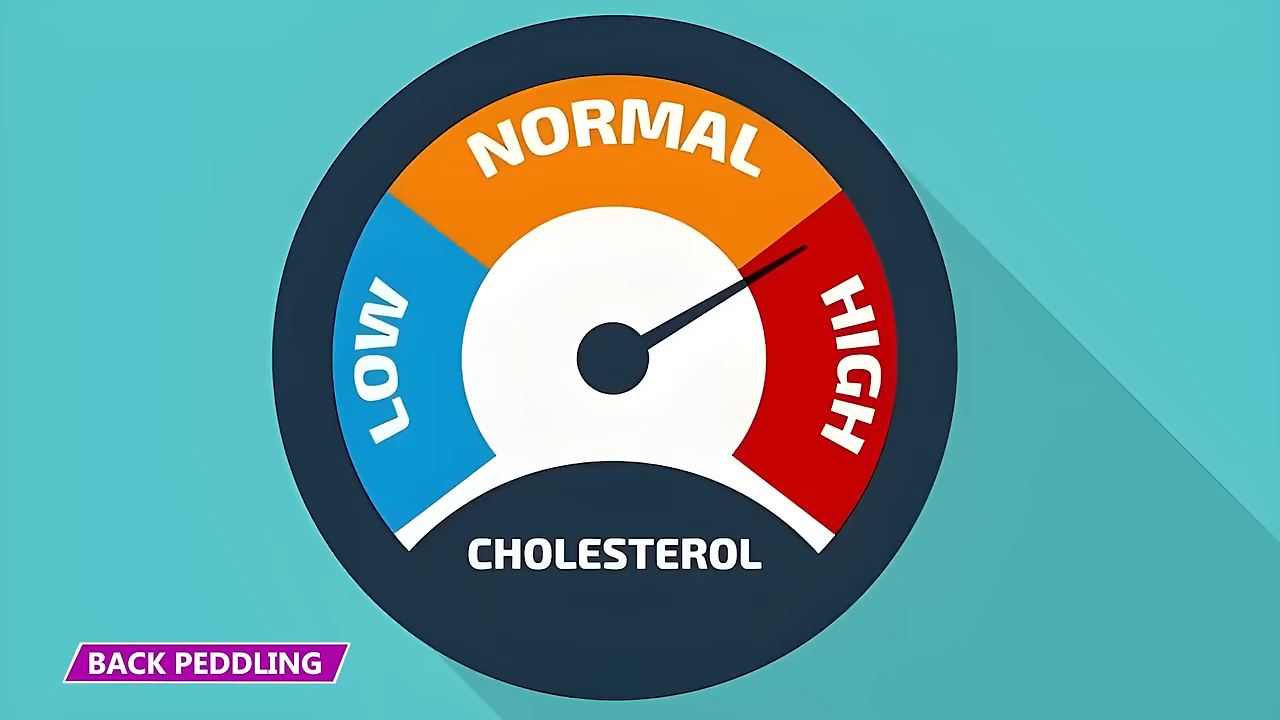 NORMAL
LOW
HIGH
CHOLESTEROL
BACK PEDDLING